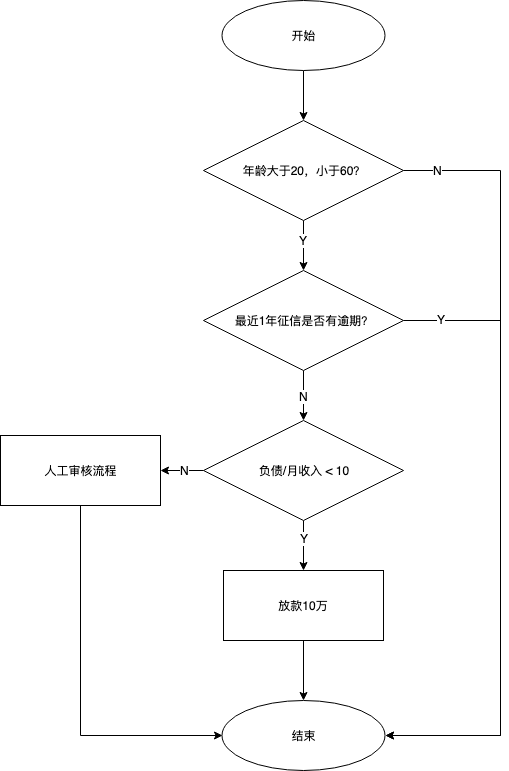 开始
年龄大于20，小于60?
N
Y
最近1年征信是否有逾期?
Y
N
人工审核流程
N
负债/月收入 < 10
Y
放款10万
结束